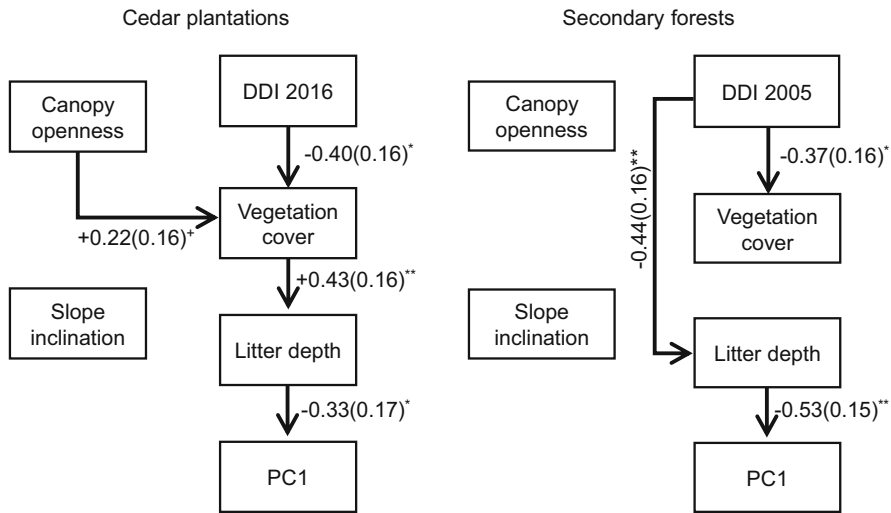 Cedar plantations
Canopy
openness
DDI 2016
-0.40(0.16)*
Vegetation
cover
+0.22(0.16)+
+0.43(0.16)**
Slope
inclination
Litter depth
-0.33(0.17)*
PC1
Secondary forests
Canopy
openness
DDI 2005
-0.37(0.16)*
-0.44(0.16)**
Vegetation
cover
Slope
inclination
Litter depth
-0.53(0.15)**
PC1